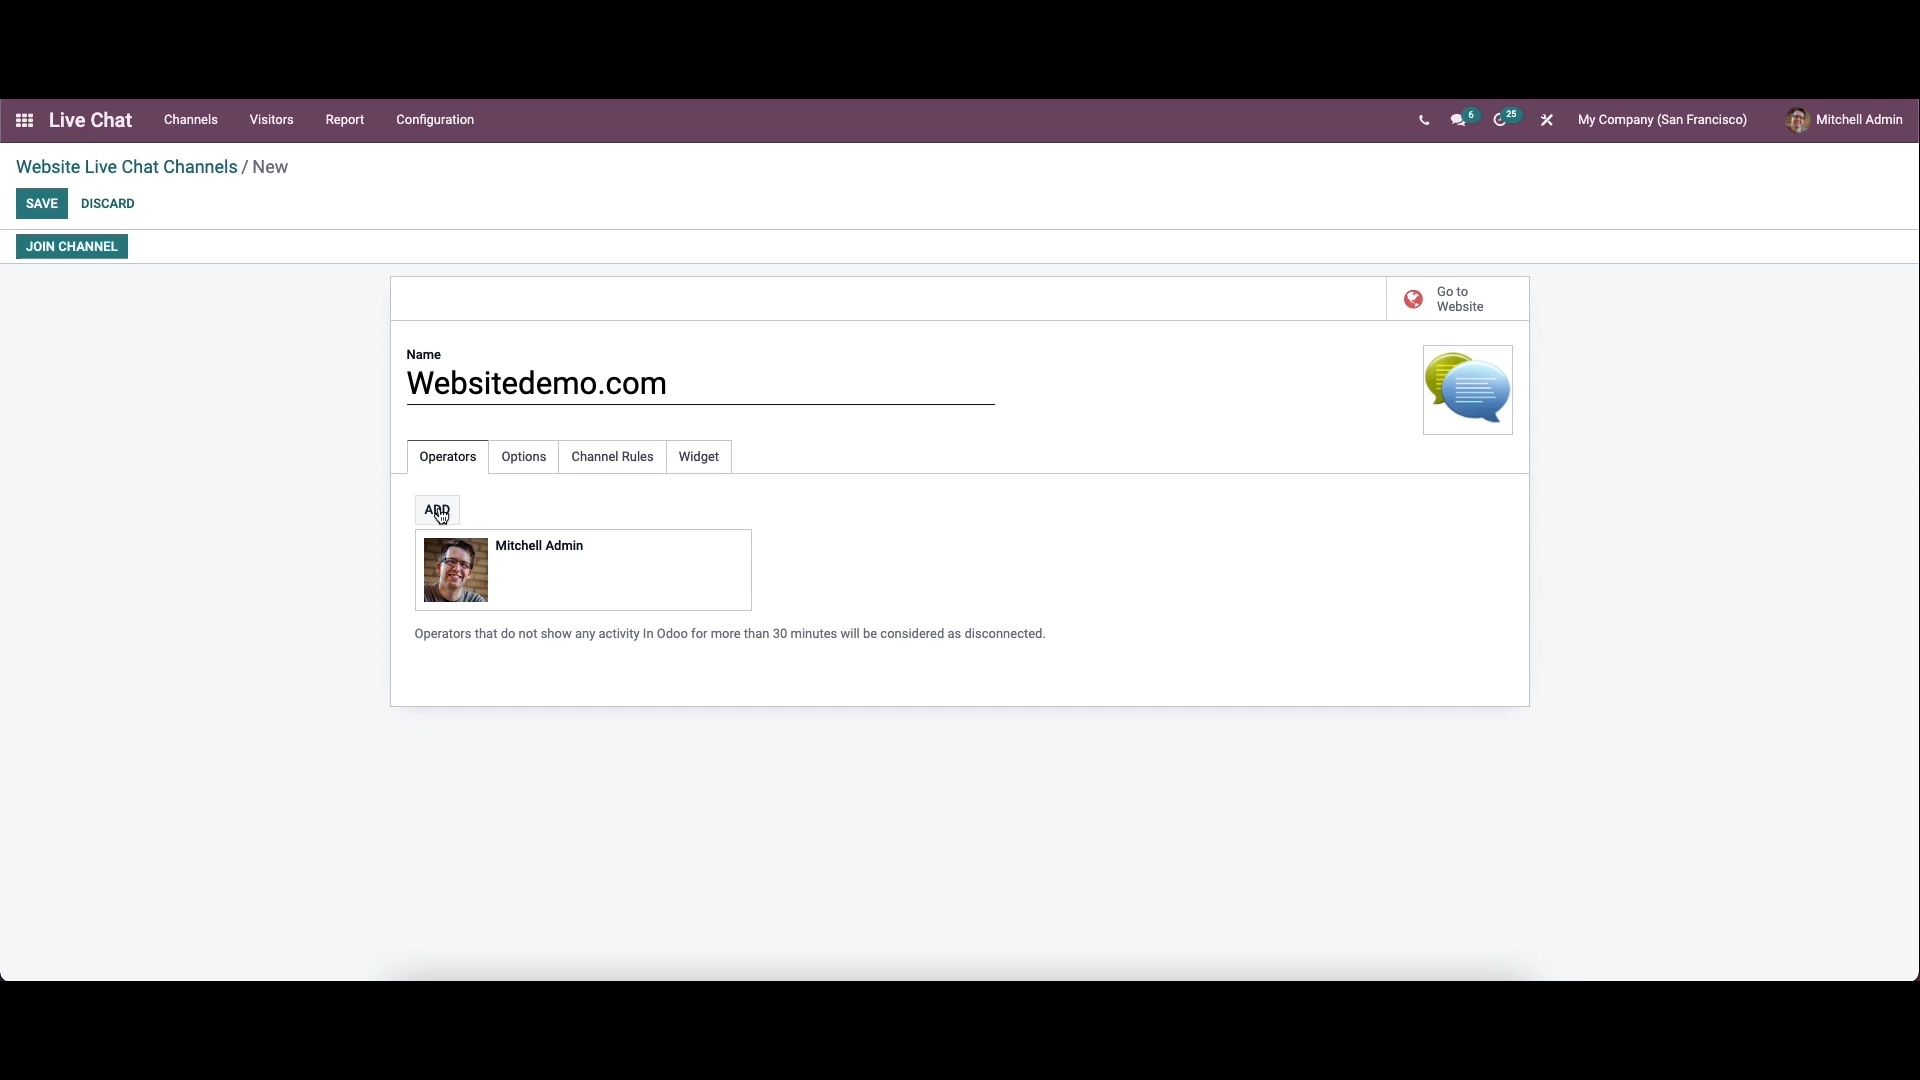 Live Chat
Channels
Visitors
Report
Configuration
6
25
My Company (San Francisco)
Mitchell Admin
Website Live Chat Channels / New
SAVE
DISCARD
JOIN CHANNEL
Go to
Website
Name
Websitedemo.com
Operators
Options
Channel Rules
Widget
ADD
Mitchell Admin
Operators that do not show any activity In Odoo for more than 30 minutes will be considered as disconnected.